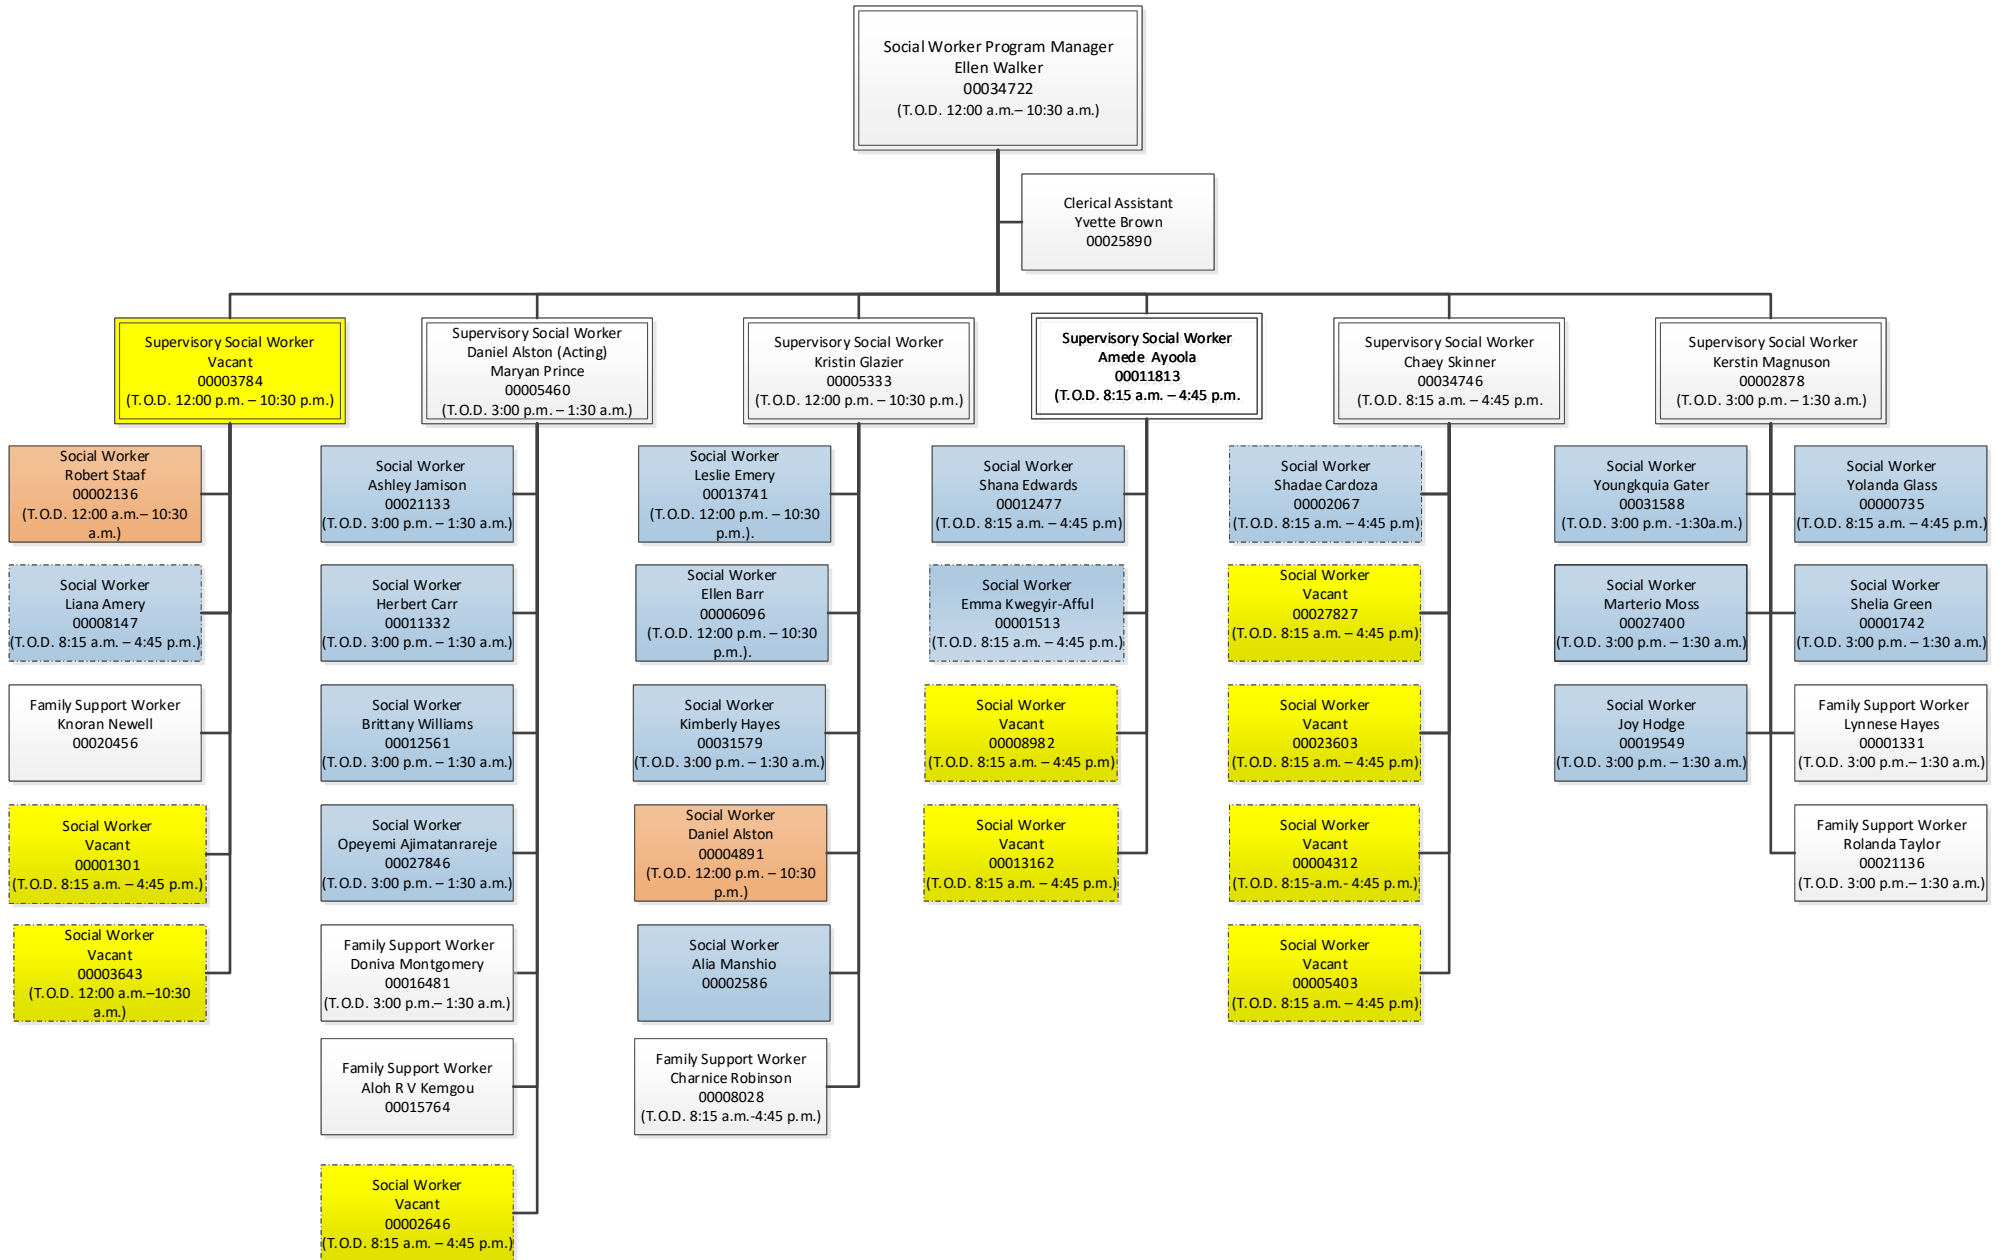 Social Worker Program Manager
Ellen Walker
00034722
(T.O.D. 12:00 a.m.– 10:30 a.m.)
Clerical Assistant
Yvette Brown
00025890
Supervisory Social Worker
Vacant
00003784
(T.O.D. 12:00 p.m. – 10:30 p.m.)
Supervisory Social Worker
Daniel Alston (Acting)
Maryan Prince
00005460
(T.O.D. 3:00 p.m. – 1:30 a.m.)
Supervisory Social Worker
Kristin Glazier
00005333
(T.O.D. 12:00 p.m. – 10:30 p.m.)
Supervisory Social Worker
Amede Ayoola
00011813
(T.O.D. 8:15 a.m. – 4:45 p.m.
Supervisory Social Worker
Chaey Skinner
00034746
(T.O.D. 8:15 a.m. – 4:45 p.m.
Supervisory Social Worker
Kerstin Magnuson
00002878
(T.O.D. 3:00 p.m. – 1:30 a.m.)
Social Worker
Robert Staaf
00002136
(T.O.D. 12:00 a.m.– 10:30
a.m.)
Social Worker
Liana Amery
00008147
(T.O.D. 8:15 a.m. – 4:45 p.m.)
Family Support Worker
Knoran Newell
00020456
Social Worker
Vacant
00001301
(T.O.D. 8:15 a.m. – 4:45 p.m.)
Social Worker
Vacant
00003643
(T.O.D. 12:00 a.m.–10:30
a.m.)
Social Worker
Ashley Jamison
00021133
(T.O.D. 3:00 p.m. – 1:30 a.m.)
Social Worker
Herbert Carr
00011332
(T.O.D. 3:00 p.m. – 1:30 a.m.)
Social Worker
Brittany Williams
00012561
(T.O.D. 3:00 p.m. – 1:30 a.m.)
Social Worker
Opeyemi Ajimatanrareje
00027846
(T.O.D. 3:00 p.m. – 1:30 a.m.)
Family Support Worker
Doniva Montgomery
00016481
(T.O.D. 3:00 p.m.– 1:30 a.m.)
Family Support Worker
Aloh R V Kemgou
00015764
Social Worker
Vacant
00002646
(T.O.D. 8:15 a.m. – 4:45 p.m.)
Social Worker
Leslie Emery
00013741
(T.O.D. 12:00 p.m. – 10:30
p.m.).
Social Worker
Ellen Barr
00006096
(T.O.D. 12:00 p.m. – 10:30
p.m.).
Social Worker
Kimberly Hayes
00031579
(T.O.D. 3:00 p.m. – 1:30 a.m.)
Social Worker
Daniel Alston
00004891
(T.O.D. 12:00 p.m. – 10:30
p.m.)
Social Worker
Alia Manshio
00002586
Family Support Worker
Charnice Robinson
00008028
(T.O.D. 8:15 a.m.-4:45 p.m.)
Social Worker
Shana Edwards
00012477
(T.O.D. 8:15 a.m. – 4:45 p.m)
Social Worker
Emma Kwegyir-Afful
00001513
(T.O.D. 8:15 a.m. – 4:45 p.m)
Social Worker
Vacant
00008982
(T.O.D. 8:15 a.m. – 4:45 p.m)
Social Worker
Vacant
00013162
(T.O.D. 8:15 a.m. – 4:45 p.m.)
Social Worker
Shadae Cardoza
00002067
(T.O.D. 8:15 a.m. – 4:45 p.m)
Social Worker
Vacant
00027827
(T.O.D. 8:15 a.m. – 4:45 p.m)
Social Worker
Vacant
00023603
(T.O.D. 8:15 a.m. – 4:45 p.m)
Social Worker
Vacant
00004312
(T.O.D. 8:15-a.m.- 4:45 p.m.)
Social Worker
Vacant
00005403
(T.O.D. 8:15 a.m. – 4:45 p.m)
Social Worker
Youngkquia Gater
00031588
(T.O.D. 3:00 p.m. -1:30a.m.)
Social Worker
Marterio Moss
00027400
(T.O.D. 3:00 p.m. – 1:30 a.m.)
Social Worker
Joy Hodge
00019549
(T.O.D. 3:00 p.m. – 1:30 a.m.)
Social Worker
Yolanda Glass
00000735
(T.O.D. 8:15 a.m. – 4:45 p.m.)
Social Worker
Shelia Green
00001742
(T.O.D. 3:00 p.m. – 1:30 a.m.)
Family Support Worker
Lynnese Hayes
00001331
(T.O.D. 3:00 p.m.– 1:30 a.m.)
Family Support Worker
Rolanda Taylor
00021136
(T.O.D. 3:00 p.m.– 1:30 a.m.)